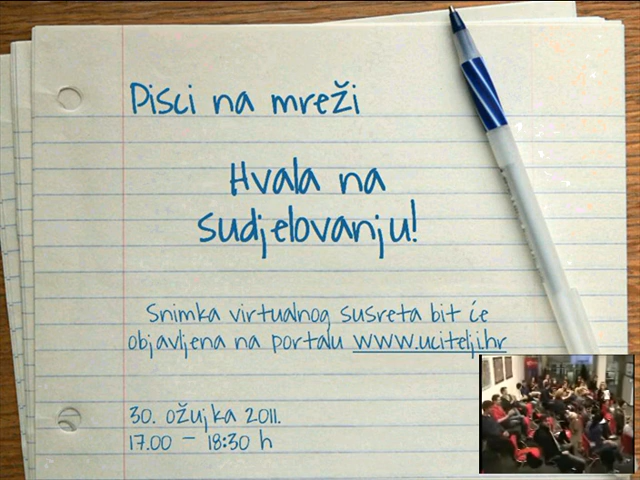 Pisci na mreži
Hvala na
sudjelovanju!
Snimka virtualnog susreta bit će
objavljena na portalu www.ucitelji.hr
30. ožujka 2011.
17.00 – 18:30 h